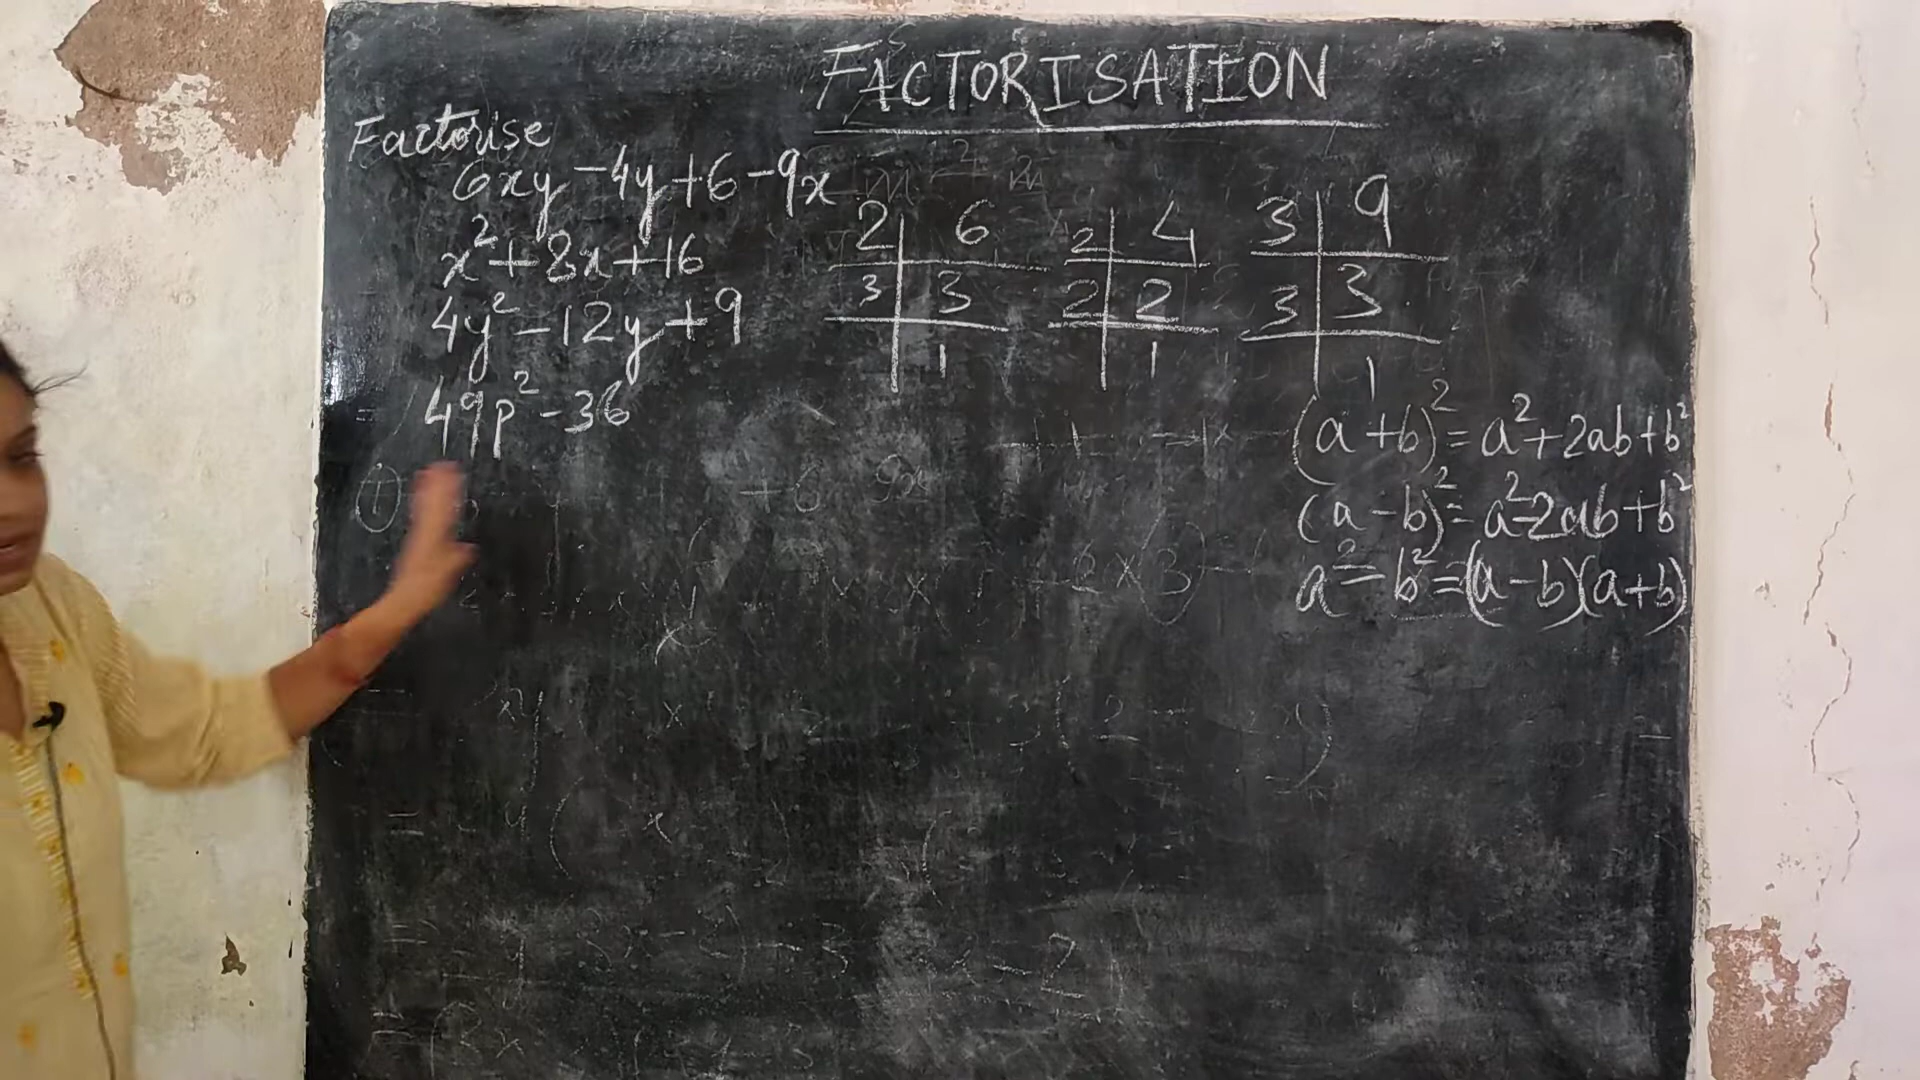 FACTORISATION
Factorise
6xy - 4y + 6 - 9x
x² + 8x + 16
4y² - 12y + 9
49p² - 36
2 | 6
3 | 3
1
2 | 4
2 | 2
1
3 | 9
3 | 3
1
(a + b)² = a² + 2ab + b²
(a - b)² = a² - 2ab + b²
a² - b² = (a - b)(a + b)